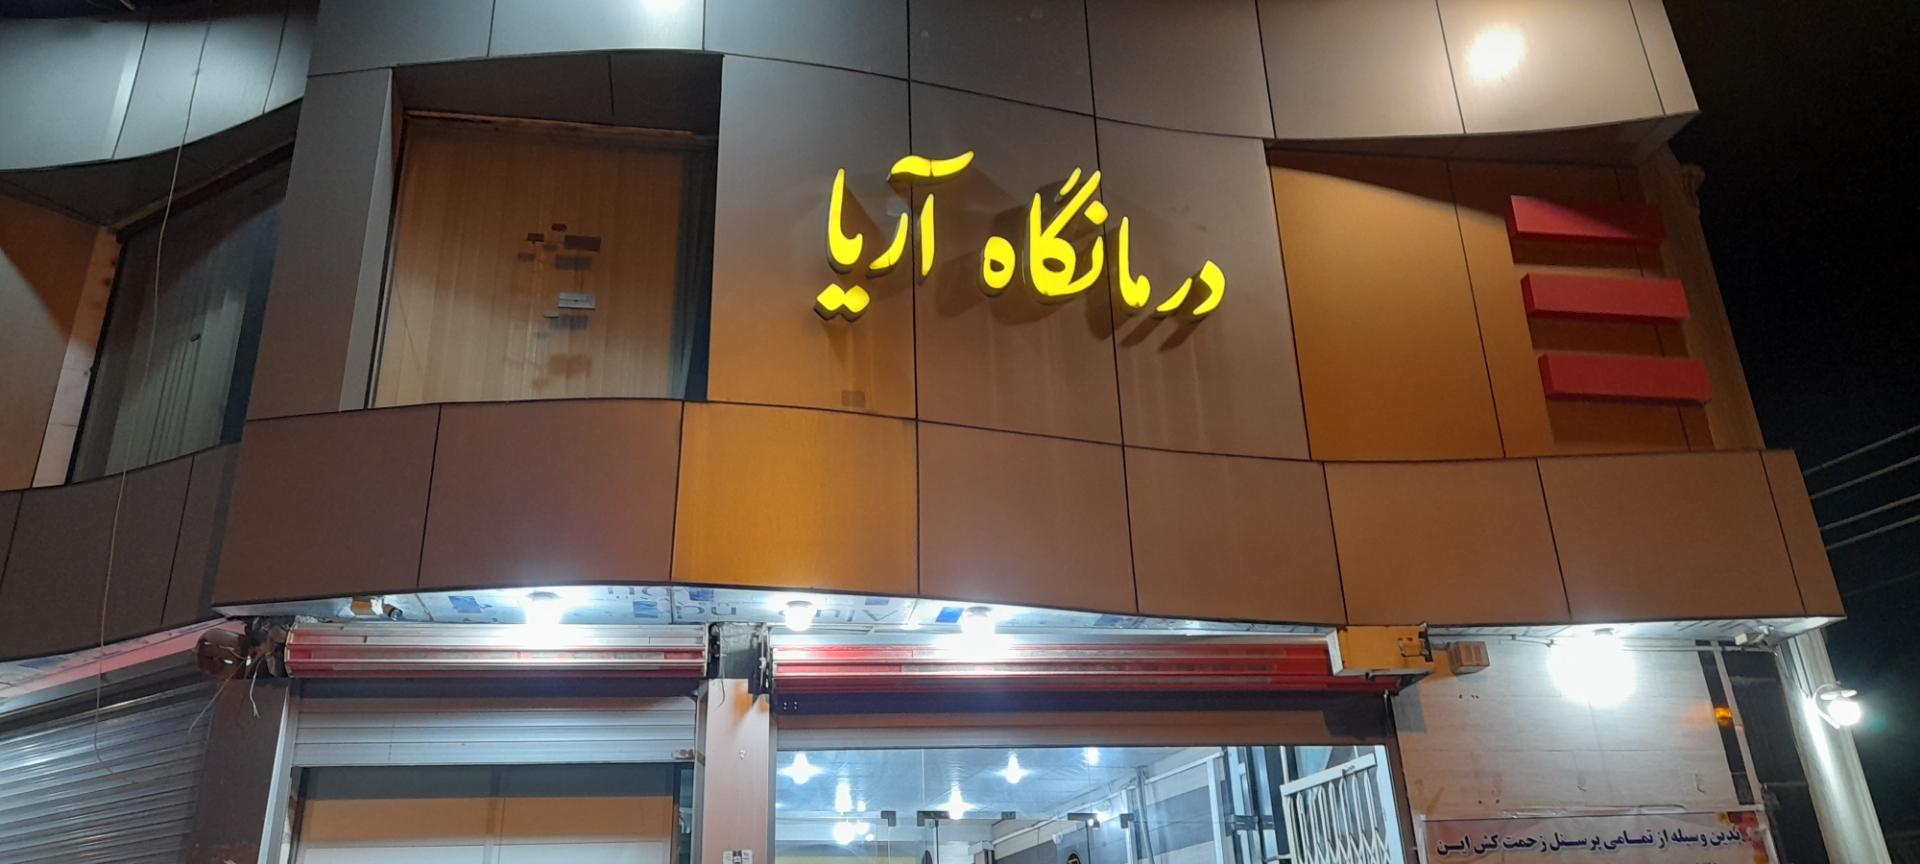 درمانگاه آریا
بدین وسیله از تمامی پرسنل زحمت کش این